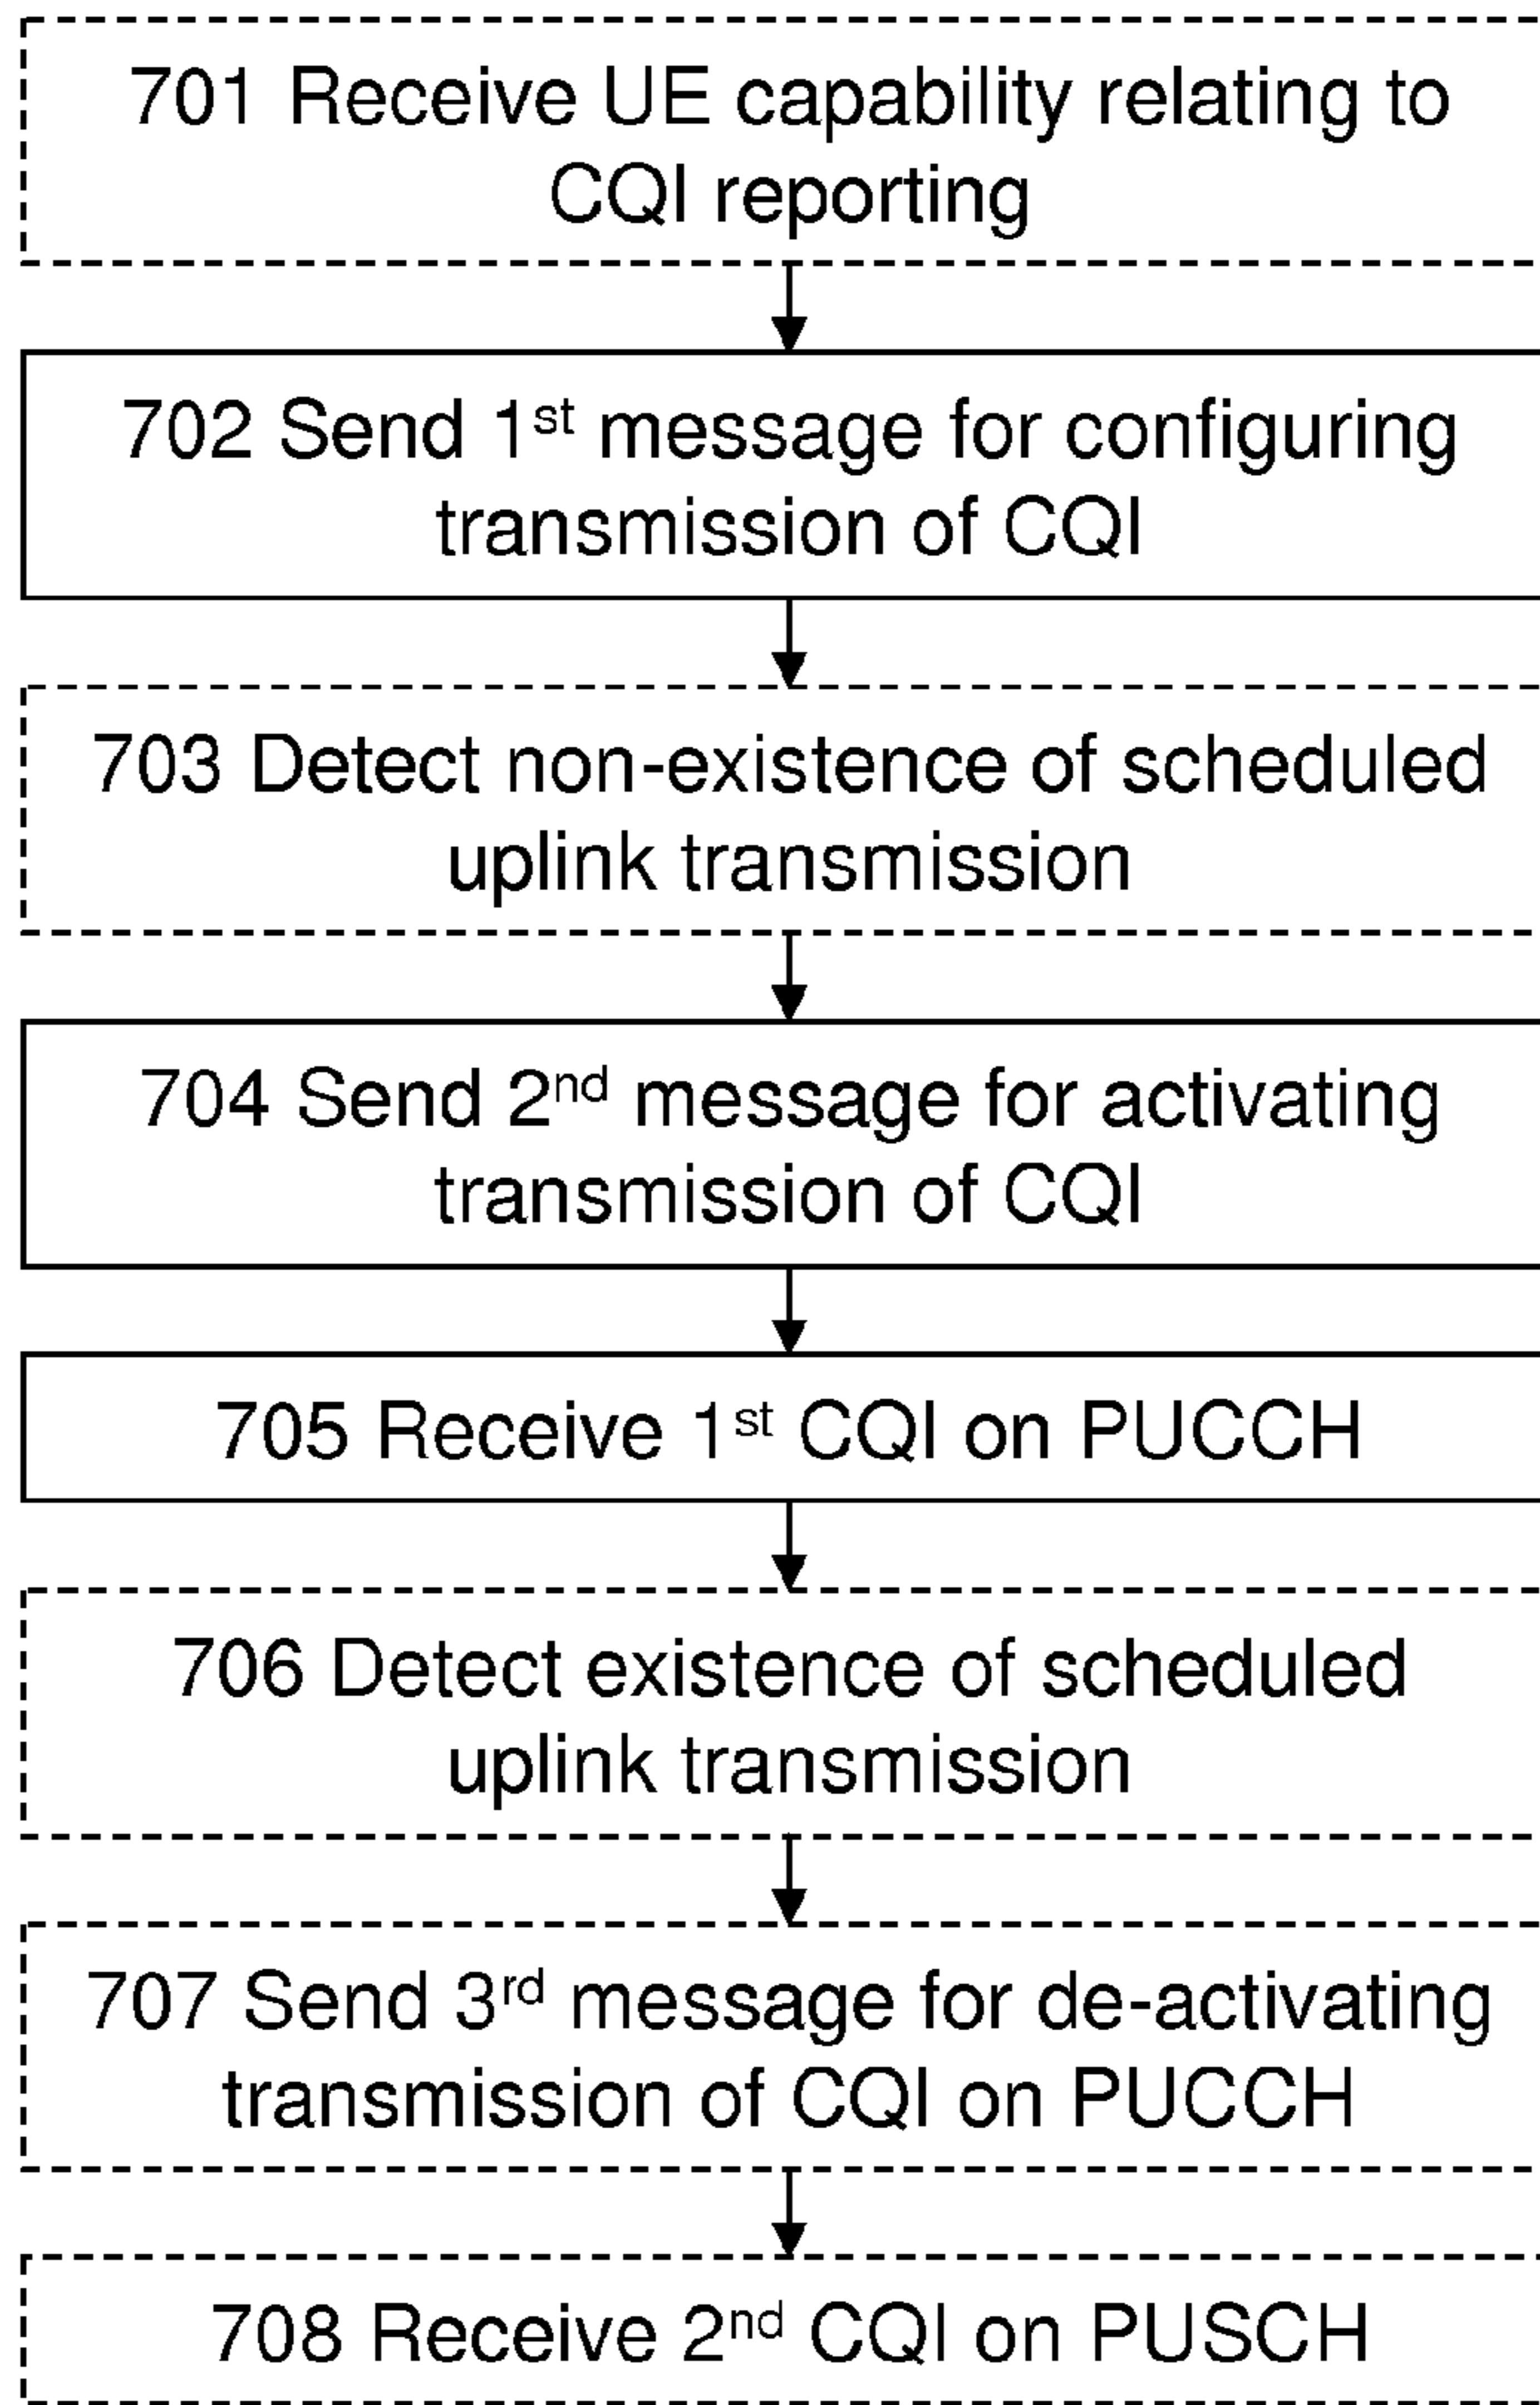 701 Receive UE capability relating to
CQI reporting
702 Send 1st message for configuring
transmission of CQI
703 Detect non-existence of scheduled
uplink transmission
704 Send 2nd message for activating
transmission of CQI
705 Receive 1st CQI on PUCCH
706 Detect existence of scheduled
uplink transmission
707 Send 3rd message for de-activating
transmission of CQI on PUCCH
708 Receive 2nd CQI on PUSCH